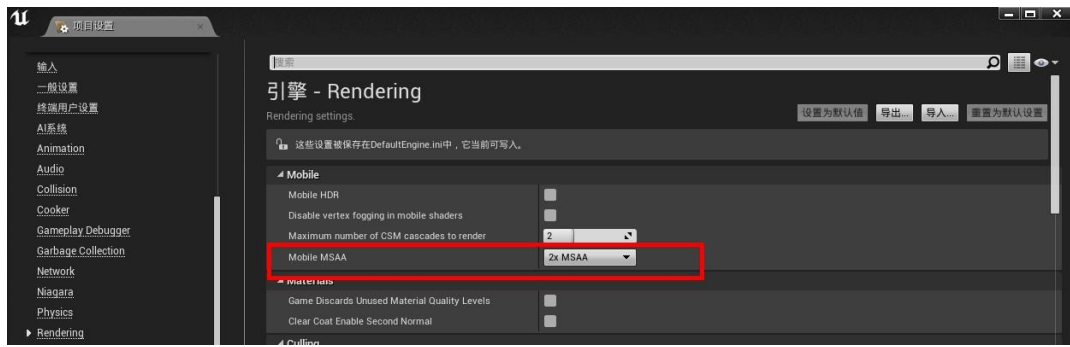 项目设置
输入
一般设置
终端用户设置
AI系统
Animation
Audio
Collision
Cooker
Gameplay Debugger
Garbage Collection
Network
Niagara
Physics
Rendering
搜索
引擎 - Rendering
Rendering settings.
设置为默认值 导出... 导入... 重置为默认设置
这些设置被保存在DefaultEngine.ini中，它当前可写入。
Mobile
Mobile HDR
Disable vertex fogging in mobile shaders
Maximum number of CSM cascades to render 2
Mobile MSAA 2x MSAA
Materials
Game Discards Unused Material Quality Levels
Clear Coat Enable Second Normal
Culling